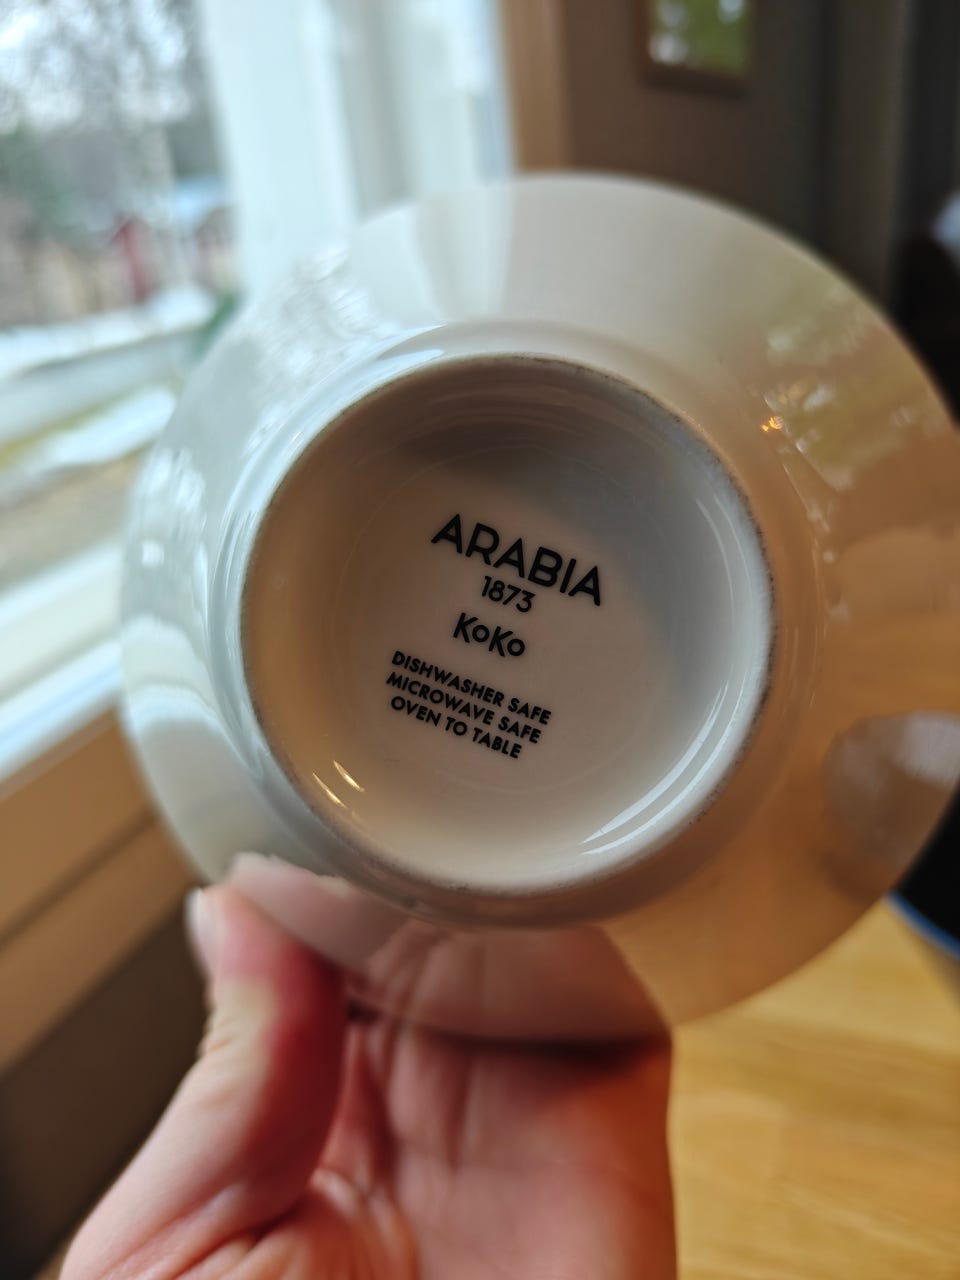 ARABIA
1873
KoKo
DISHWASHER SAFE
MICROWAVE SAFE
OVEN TO TABLE